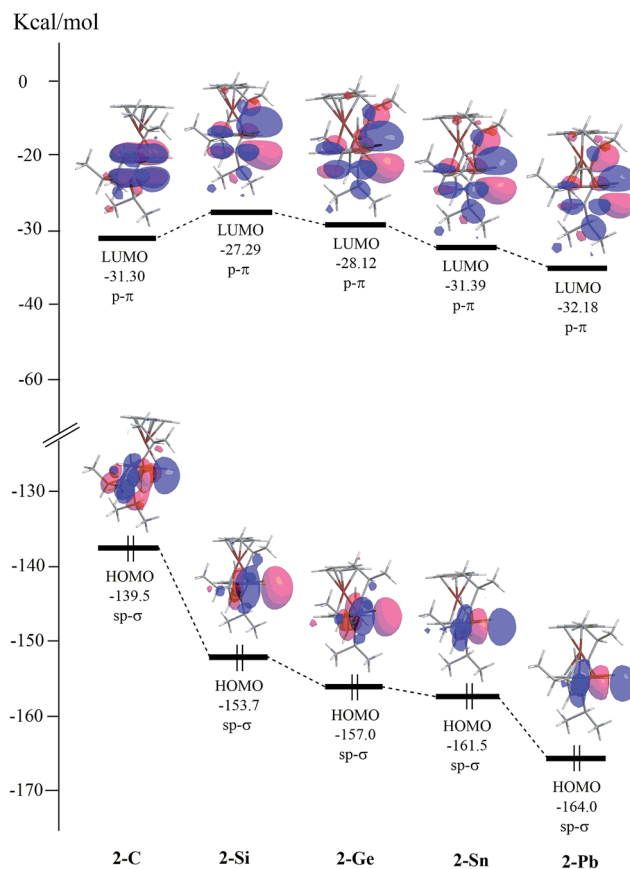 Kcal/mol
0
-20
-30
-40
-60
-130
-140
-150
-160
-170
LUMO
-31.30
p-π
LUMO
-27.29
p-π
LUMO
-28.12
p-π
LUMO
-31.39
p-π
LUMO
-32.18
p-π
HOMO
-139.5
sp-σ
HOMO
-153.7
sp-σ
HOMO
-157.0
sp-σ
HOMO
-161.5
sp-σ
HOMO
-164.0
sp-σ
2-C 2-Si 2-Ge 2-Sn 2-Pb